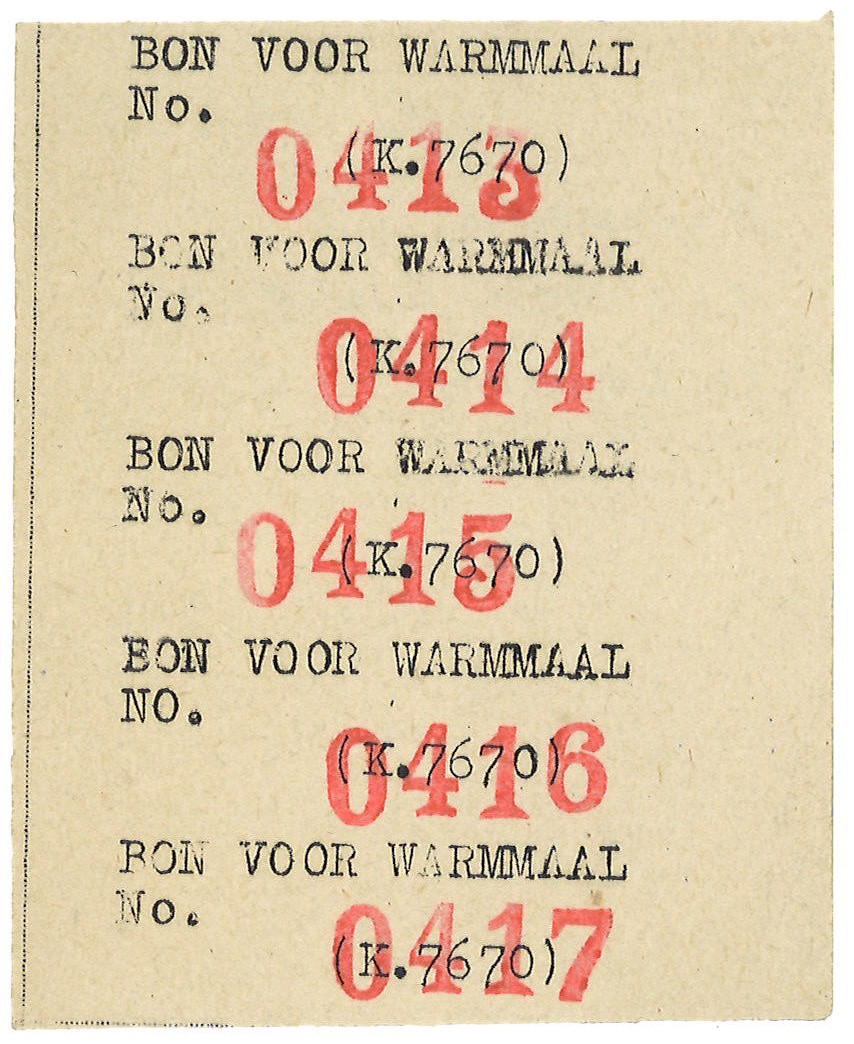 BON VOOR WARMMAAL
No.
0413
(K.7670)
BON VOOR WARMMAAL
No.
0414
(K.7670)
BON VOOR WARMMAAL
No.
0415
(K.7670)
BON VOOR WARMMAAL
NO.
0416
(K.7670)
BON VOOR WARMMAAL
No.
0417
(K.7670)